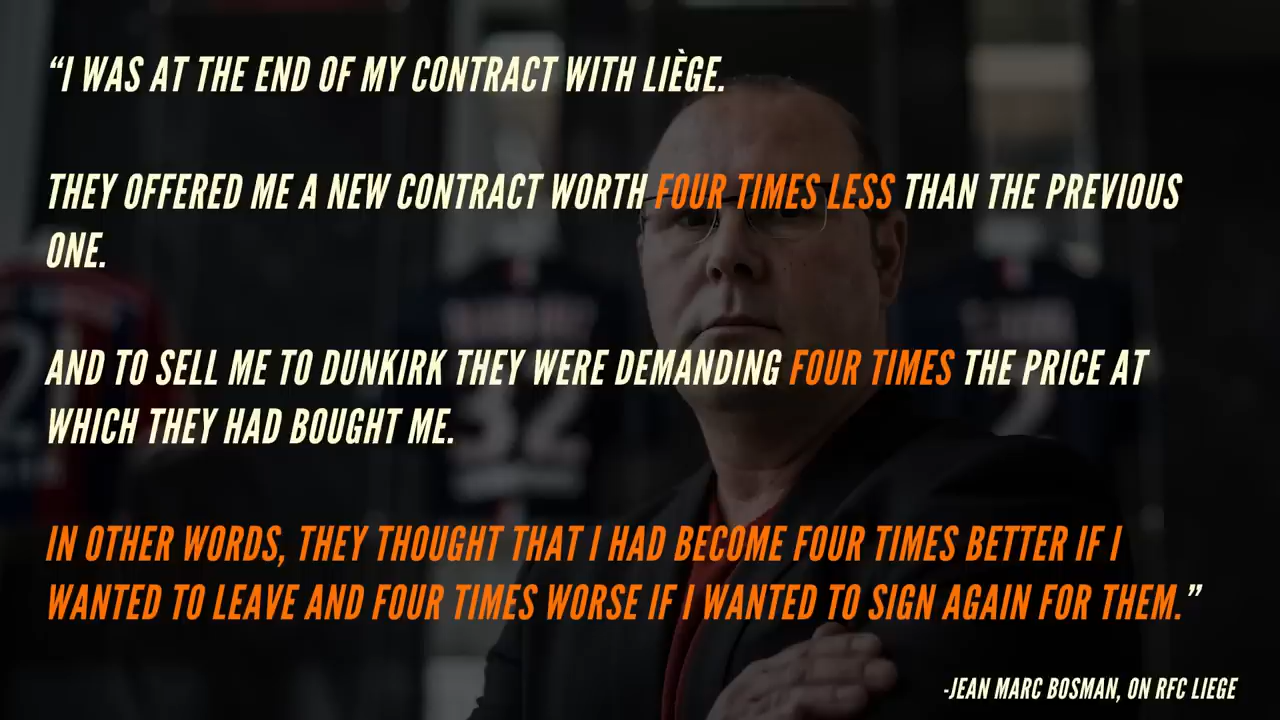 “I WAS AT THE END OF MY CONTRACT WITH LIÈGE.
THEY OFFERED ME A NEW CONTRACT WORTH FOUR TIMES LESS THAN THE PREVIOUS
ONE.
AND TO SELL ME TO DUNKIRK THEY WERE DEMANDING FOUR TIMES THE PRICE AT
WHICH THEY HAD BOUGHT ME.
IN OTHER WORDS, THEY THOUGHT THAT I HAD BECOME FOUR TIMES BETTER IF I
WANTED TO LEAVE AND FOUR TIMES WORSE IF I WANTED TO SIGN AGAIN FOR THEM.”
-JEAN MARC BOSMAN, ON RFC LIEGE
32